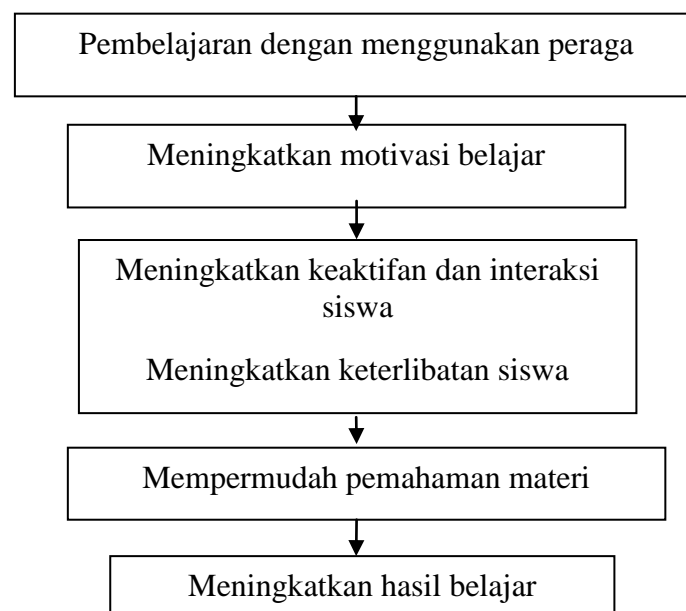 Pembelajaran dengan menggunakan peraga
Meningkatkan motivasi belajar
Meningkatkan keaktifan dan interaksi
siswa
Meningkatkan keterlibatan siswa
Mempermudah pemahaman materi
Meningkatkan hasil belajar